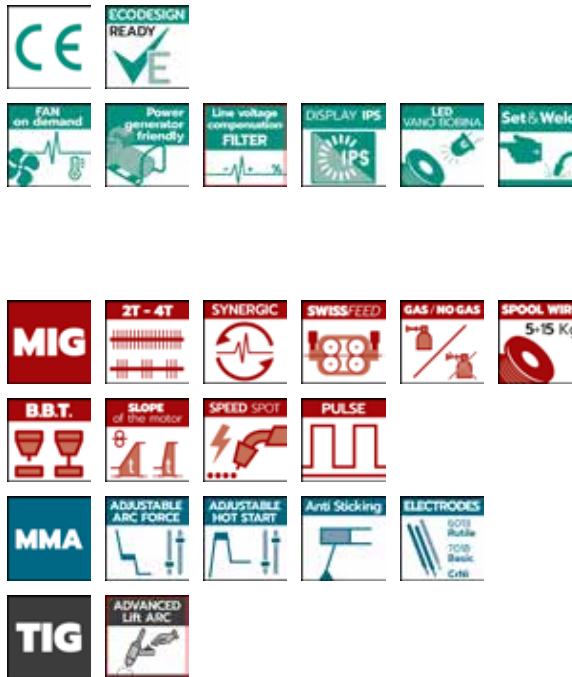 CE
ECODESIGN
READY
E
FAN
on demand
Power
generator
friendly
Line voltage
compensation
FILTER
- + %
DISPLAY IPS
IPS
LED
VANO BOBINA
Set & Weld
MIG
2T - 4T
SYNERGIC
SWISSFEED
GAS / NO GAS
SPOOL WIRE
5÷15 Kg
B.B.T.
SLOPE
of the motor
t t
SPEED SPOT
PULSE
MMA
ADJUSTABLE
ARC FORCE
ADJUSTABLE
HOT START
Anti Sticking
ELECTRODES
6013
Rutile
7018
Basic
CrNi
TIG
ADVANCED
Lift ARC